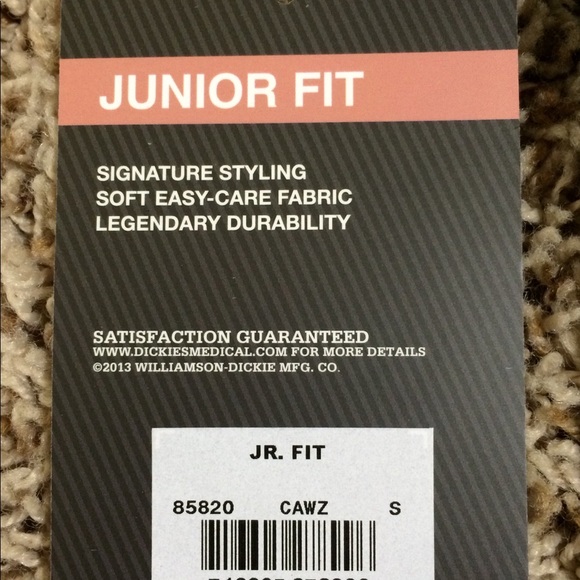 JUNIOR FIT
SIGNATURE STYLING
SOFT EASY-CARE FABRIC
LEGENDARY DURABILITY
SATISFACTION GUARANTEED
WWW.DICKIESMEDICAL.COM FOR MORE DETAILS
©2013 WILLIAMSON-DICKIE MFG. CO.
JR. FIT
85820 CAWZ S